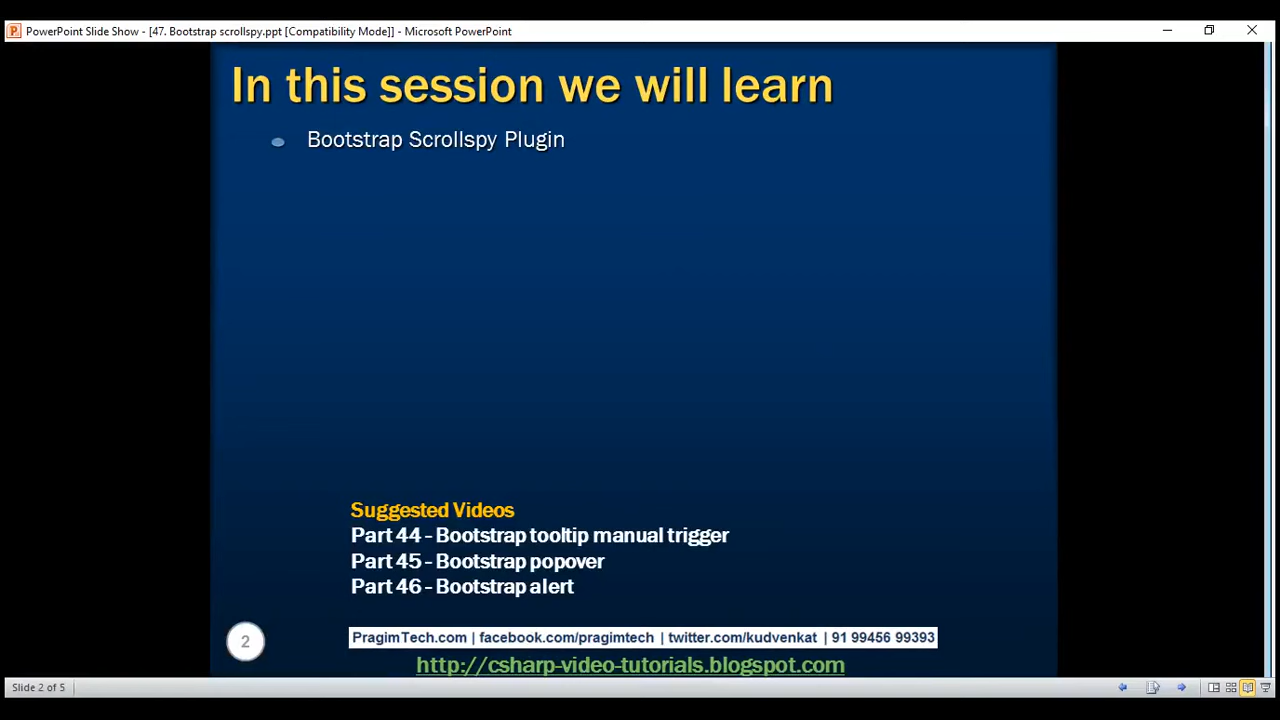 PowerPoint Slide Show - [47. Bootstrap scrollspy.ppt [Compatibility Mode]] - Microsoft PowerPoint
In this session we will learn
Bootstrap Scrollspy Plugin
Suggested Videos
Part 44 - Bootstrap tooltip manual trigger
Part 45 - Bootstrap popover
Part 46 - Bootstrap alert
2
PragimTech.com | facebook.com/pragimtech | twitter.com/kudvenkat | 91 99456 99393
http://csharp-video-tutorials.blogspot.com
Slide 2 of 5